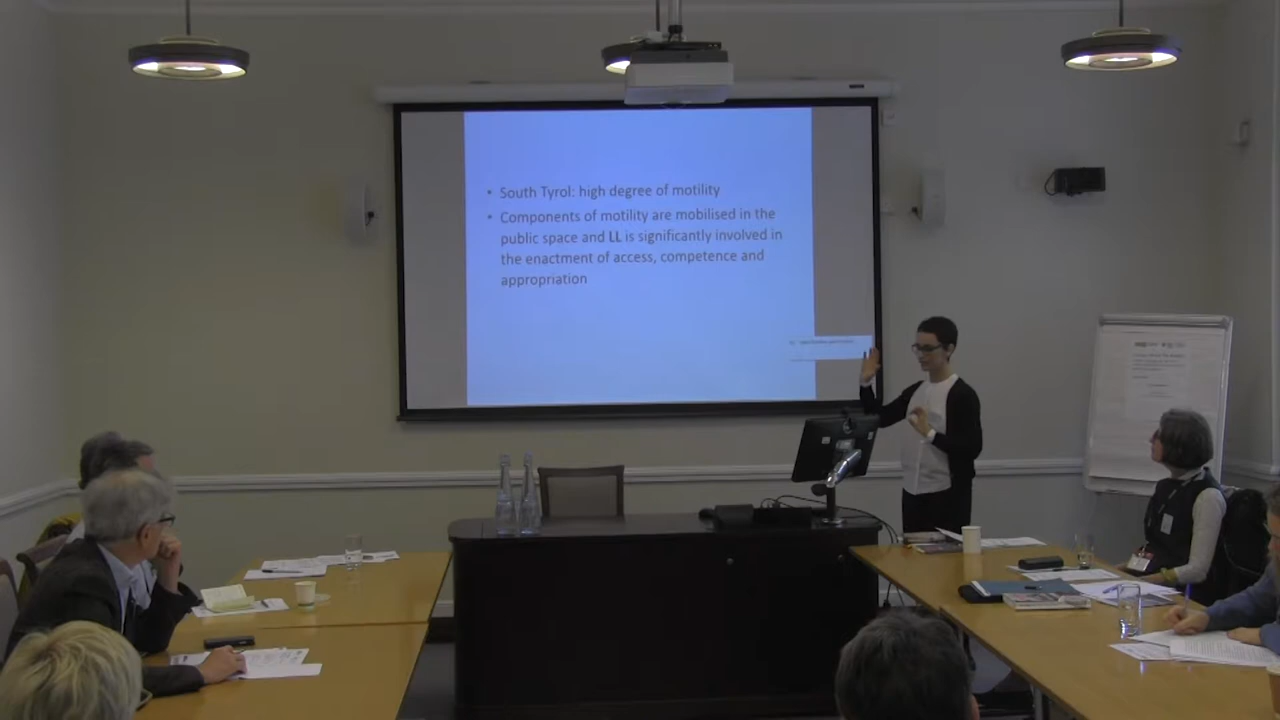 • South Tyrol: high degree of motility
• Components of motility are mobilised in the
public space and LL is significantly involved in
the enactment of access, competence and
appropriation